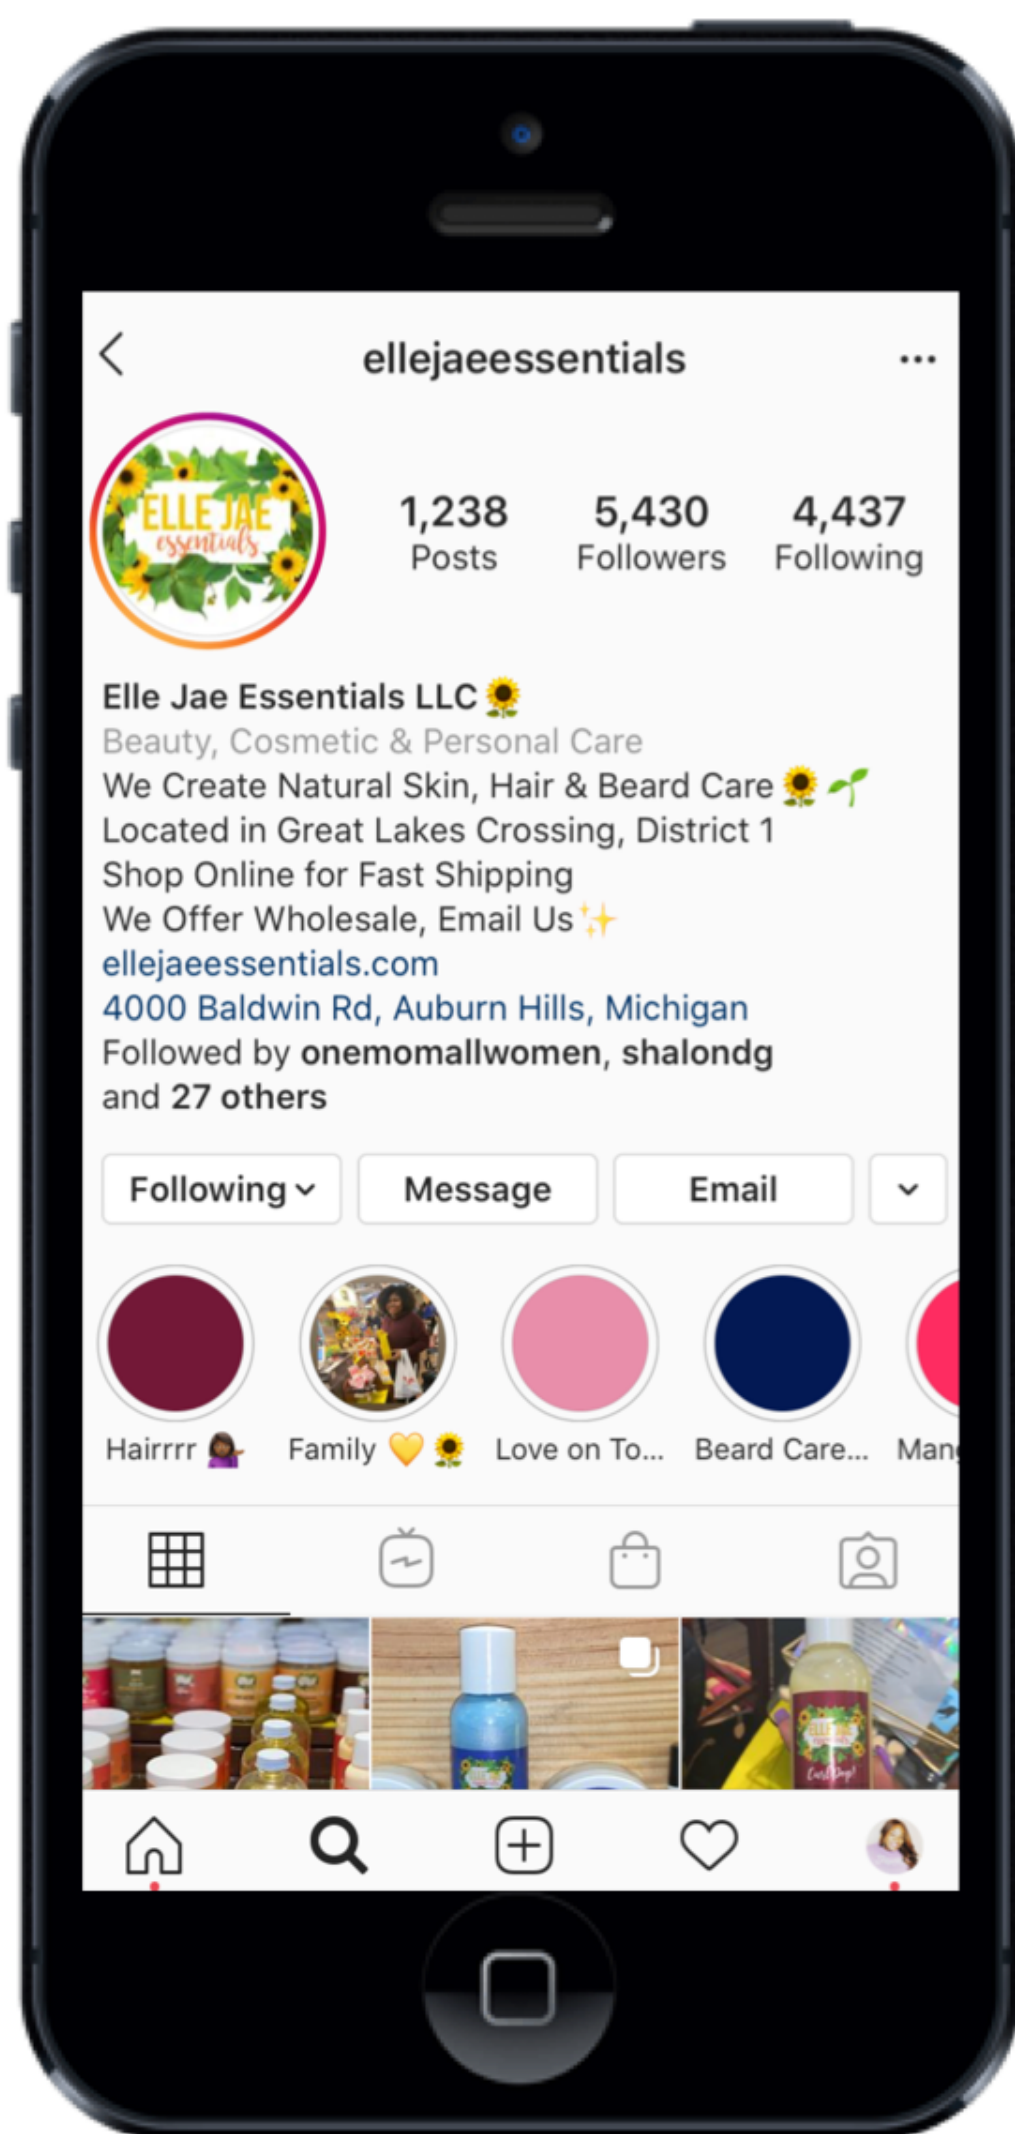 ellejaeessentials
ELLE JAE
essentials
1,238 5,430 4,437
Posts Followers Following
Elle Jae Essentials LLC🌻
Beauty, Cosmetic & Personal Care
We Create Natural Skin, Hair & Beard Care🌻🌱
Located in Great Lakes Crossing, District 1
Shop Online for Fast Shipping
We Offer Wholesale, Email Us✨
ellejaeessentials.com
4000 Baldwin Rd, Auburn Hills, Michigan
Followed by onemomallwomen, shalondg
and 27 others
Following Message Email
Hairrrr 💁🏾‍♀️ Family 💛🌻 Love on To... Beard Care...
ELLE JAE